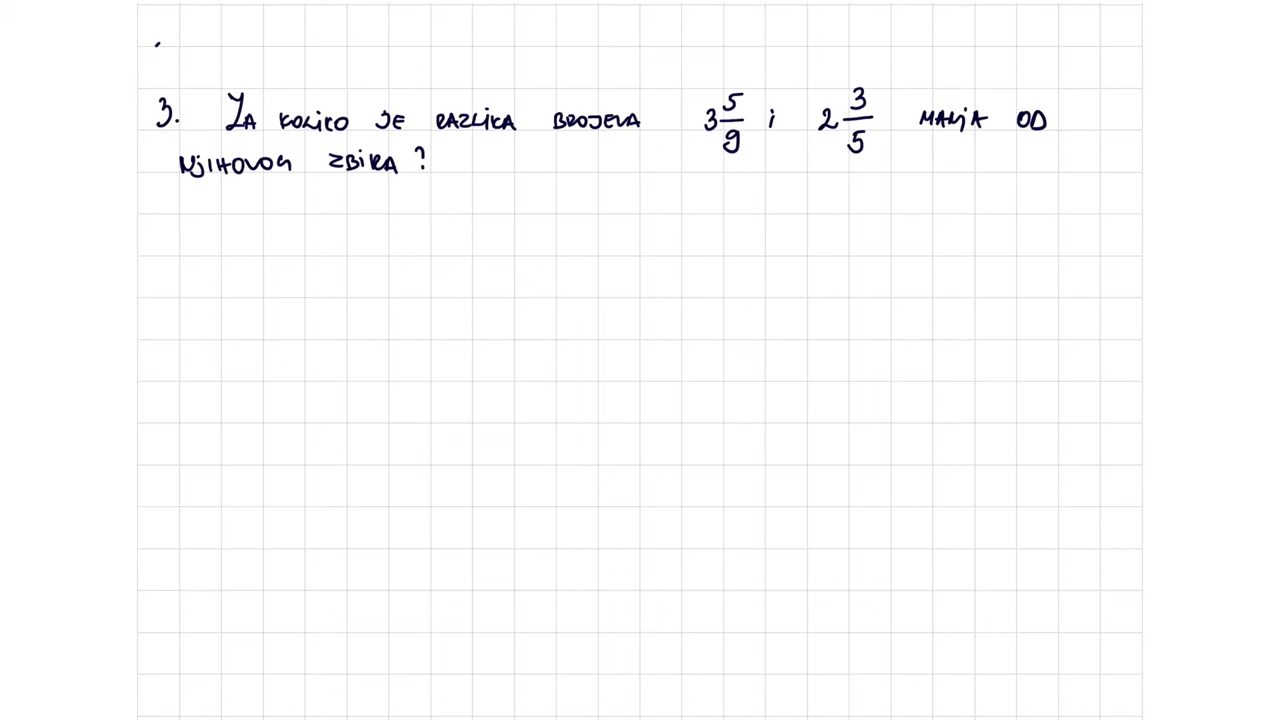 3. ZA KOLIKO JE RAZLIKA BROJEVA 3 5/9 i 2 3/5 MANJA OD
NJIHOVOG ZBIRA?